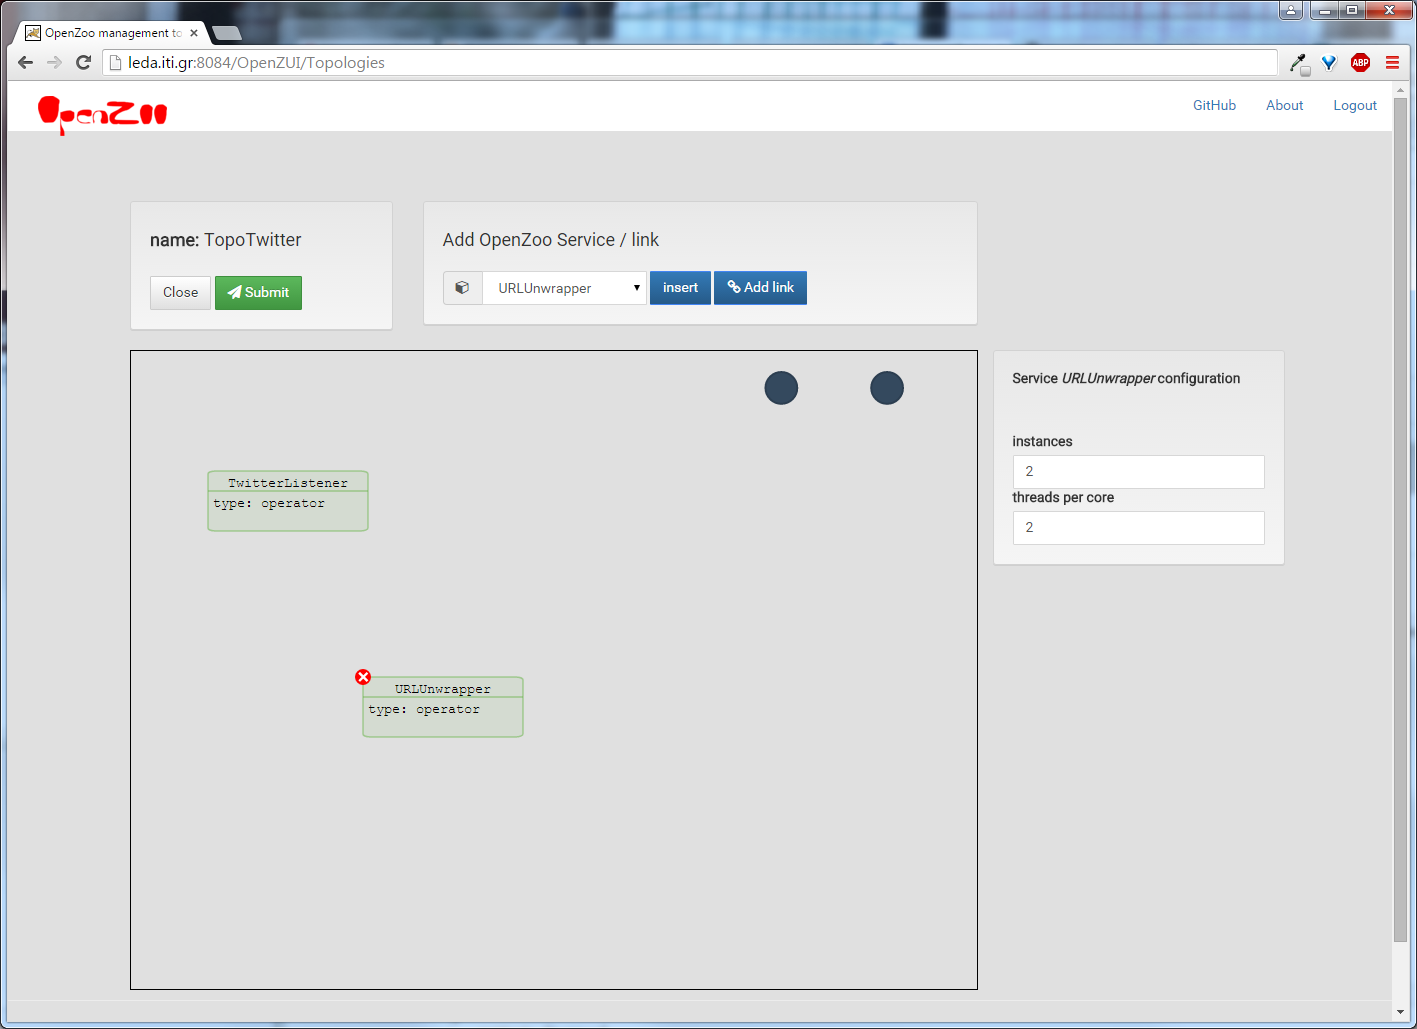 OpenZoo management to
leda.iti.gr:8084/OpenZUI/Topologies
ABP
OpenZoo
GitHub About Logout
name: TopoTwitter
Close Submit
Add OpenZoo Service / link
URLUnwrapper insert Add link
Service URLUnwrapper configuration
instances
2
threads per core
2
TwitterListener
type: operator
URLUnwrapper
type: operator